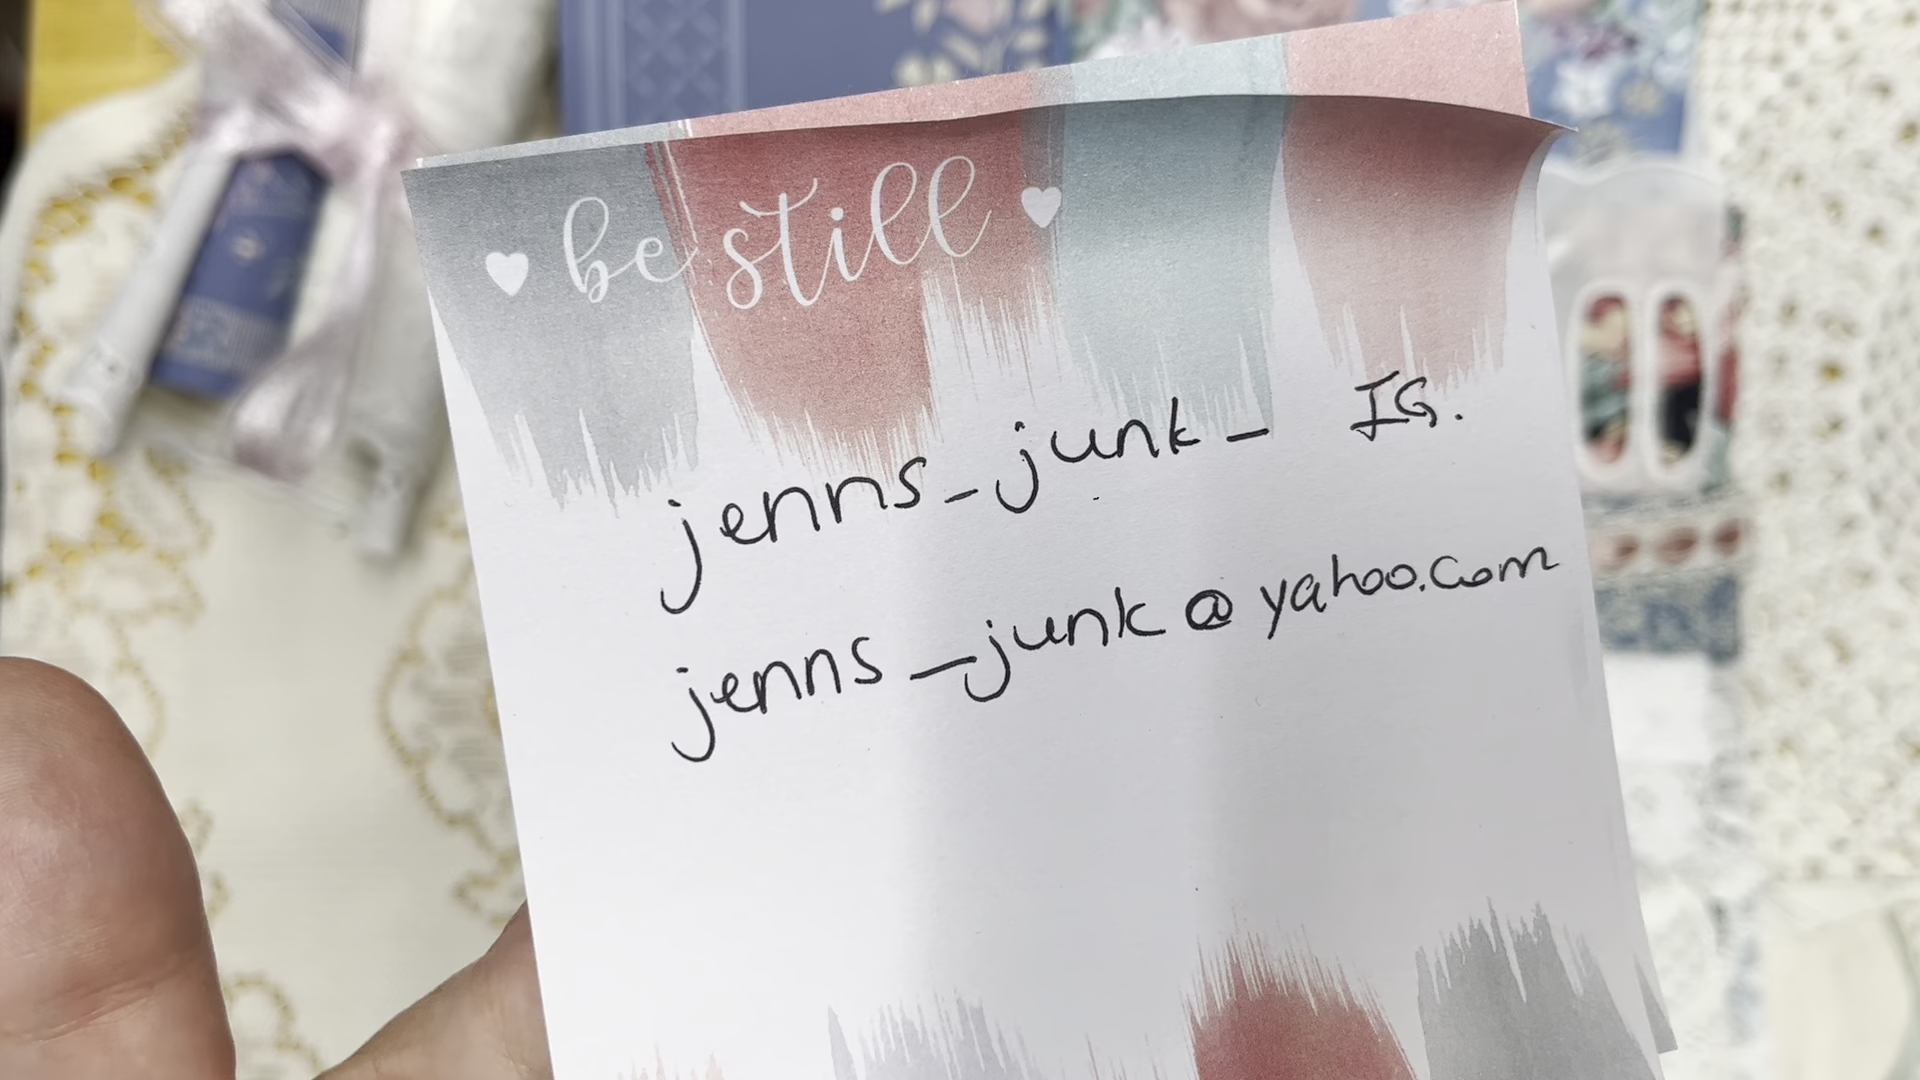 ♥ be still ♥
jenns_junk_ IG.
jenns_junk@yahoo.com